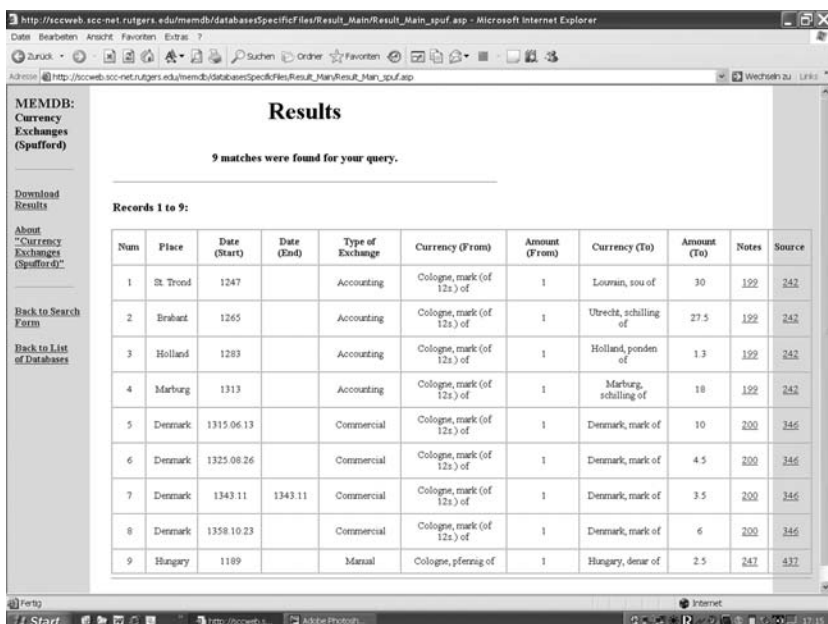 http://sccweb.scc-net.rutgers.edu/memdb/databasesSpecificFiles/Result_Main/Result_Main_spuf.asp - Microsoft Internet Explorer
Datei Bearbeiten Ansicht Favoriten Extras ?
Zurück Suchen Ordner Favoriten
Adresse http://sccweb.scc-net.rutgers.edu/memdb/databasesSpecificFiles/Result_Main/Result_Main_spuf.asp Wechseln zu Links
MEMDB:
Currency
Exchanges
(Spufford)
Download
Results
About
"Currency
Exchanges
(Spufford)"
Back to Search
Form
Back to List
of Databases
Results
9 matches were found for your query.
Records 1 to 9:
Num Place Date (Start) Date (End) Type of Exchange Currency (From) Amount (From) Currency (To) Amount (To) Notes Source
1 St. Trond 1247 Accounting Cologne, mark (of 12s.) of 1 Louvain, sou of 30 199 242
2 Brabant 1265 Accounting Cologne, mark (of 12s.) of 1 Utrecht, schilling of 27.5 199 242
3 Holland 1283 Accounting Cologne, mark (of 12s.) of 1 Holland, ponden of 1.3 199 242
4 Marburg 1313 Accounting Cologne, mark (of 12s.) of 1 Marburg, schilling of 18 199 242
5 Denmark 1315.06.13 Commercial Cologne, mark (of 12s.) of 1 Denmark, mark of 10 200 346
6 Denmark 1325.08.26 Commercial Cologne, mark (of 12s.) of 1 Denmark, mark of 4.5 200 346
7 Denmark 1343.11 1343.11 Commercial Cologne, mark (of 12s.) of 1 Denmark, mark of 3.5 200 346
8 Denmark 1358.10.23 Commercial Cologne, mark (of 12s.) of 1 Denmark, mark of 6 200 346
9 Hungary 1189 Manual Cologne, pfennig of 1 Hungary, denar of 2.5 247 437
Fertig Internet
Start http://sccweb.s... Adobe Photosh... 17:15